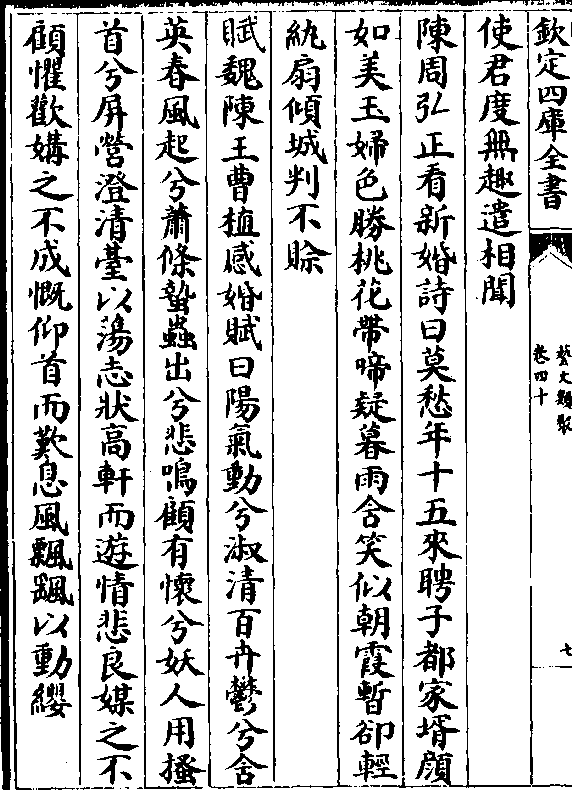 欽定四庫全書
藝文類聚
卷四十
七
使君度無趣遣相聞
陳周弘正看新婚詩曰莫愁年十五來聘子都家壻顔
如美玉婦色勝桃花帶啼疑暮雨含笑似朝霞暫卻輕
紈扇傾城判不賒
賦魏陳王曹植感婚賦曰陽氣動兮淑清百卉鬱兮含
英春風起兮蕭條蟄蟲出兮悲鳴顧有懷兮妖人用搔
首兮屏營澄清臺以蕩志狀高軒而遊情悲良媒之不
顧懼歡媾之不成慨仰首而歎息風飄飄以動纓